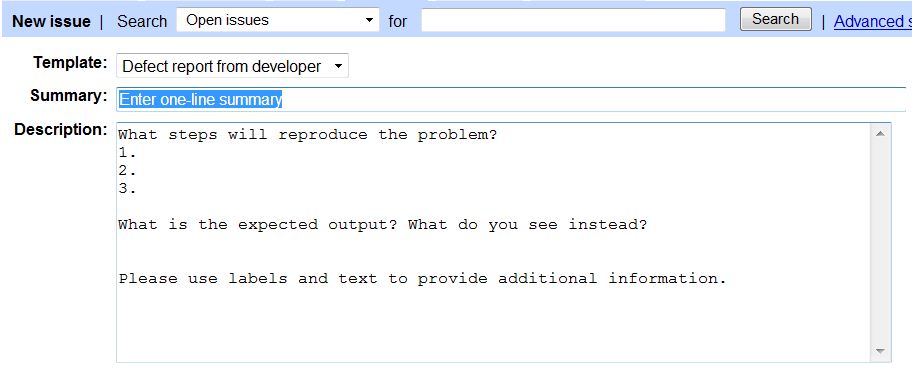 New issue | Search Open issues for Search | Advanced s
Template: Defect report from developer
Summary: Enter one-line summary
Description: What steps will reproduce the problem?
1.
2.
3.
What is the expected output? What do you see instead?
Please use labels and text to provide additional information.